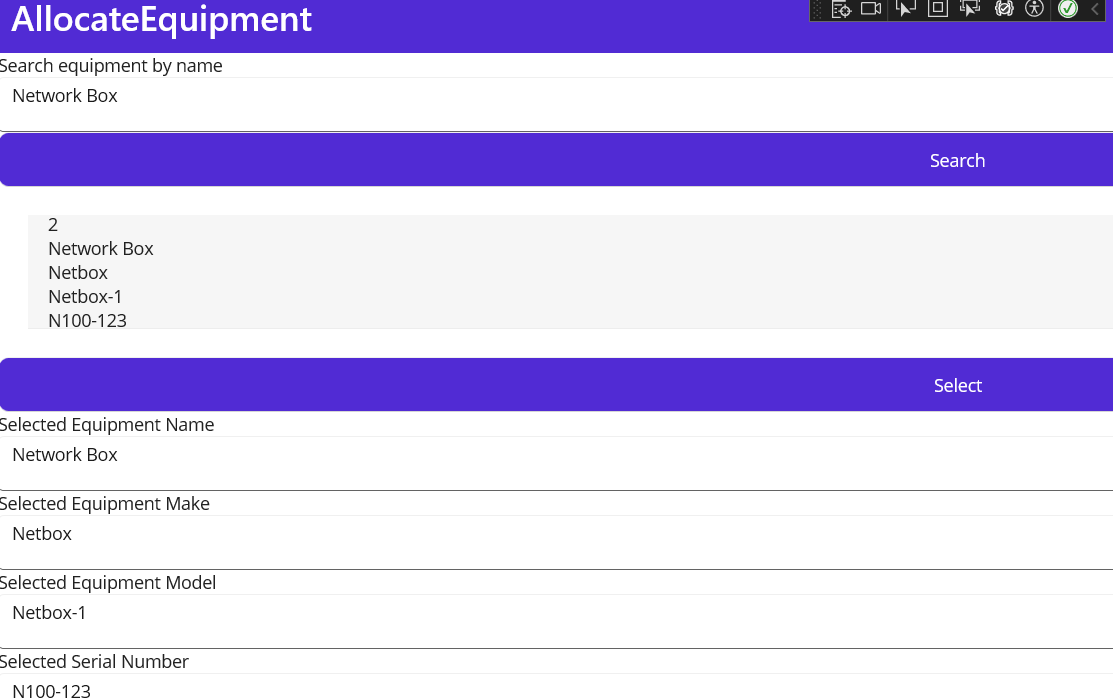 AllocateEquipment
Search equipment by name
Network Box
Search
2
Network Box
Netbox
Netbox-1
N100-123
Select
Selected Equipment Name
Network Box
Selected Equipment Make
Netbox
Selected Equipment Model
Netbox-1
Selected Serial Number
N100-123